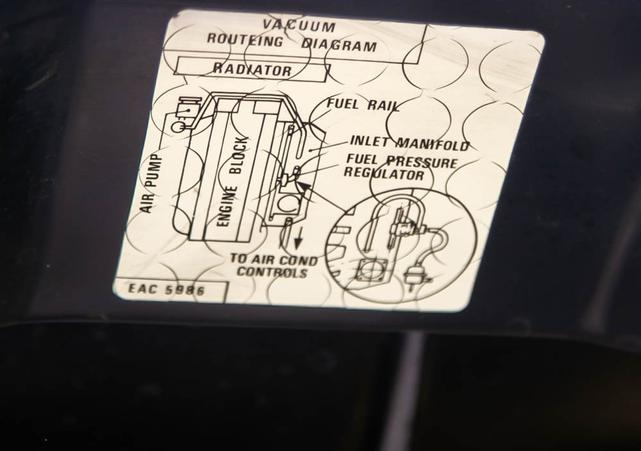 VACUUM
ROUTEING DIAGRAM
RADIATOR
FUEL RAIL
INLET MANIFOLD
FUEL PRESSURE
REGULATOR
AIR PUMP
ENGINE BLOCK
TO AIR COND
CONTROLS
EAC 5986